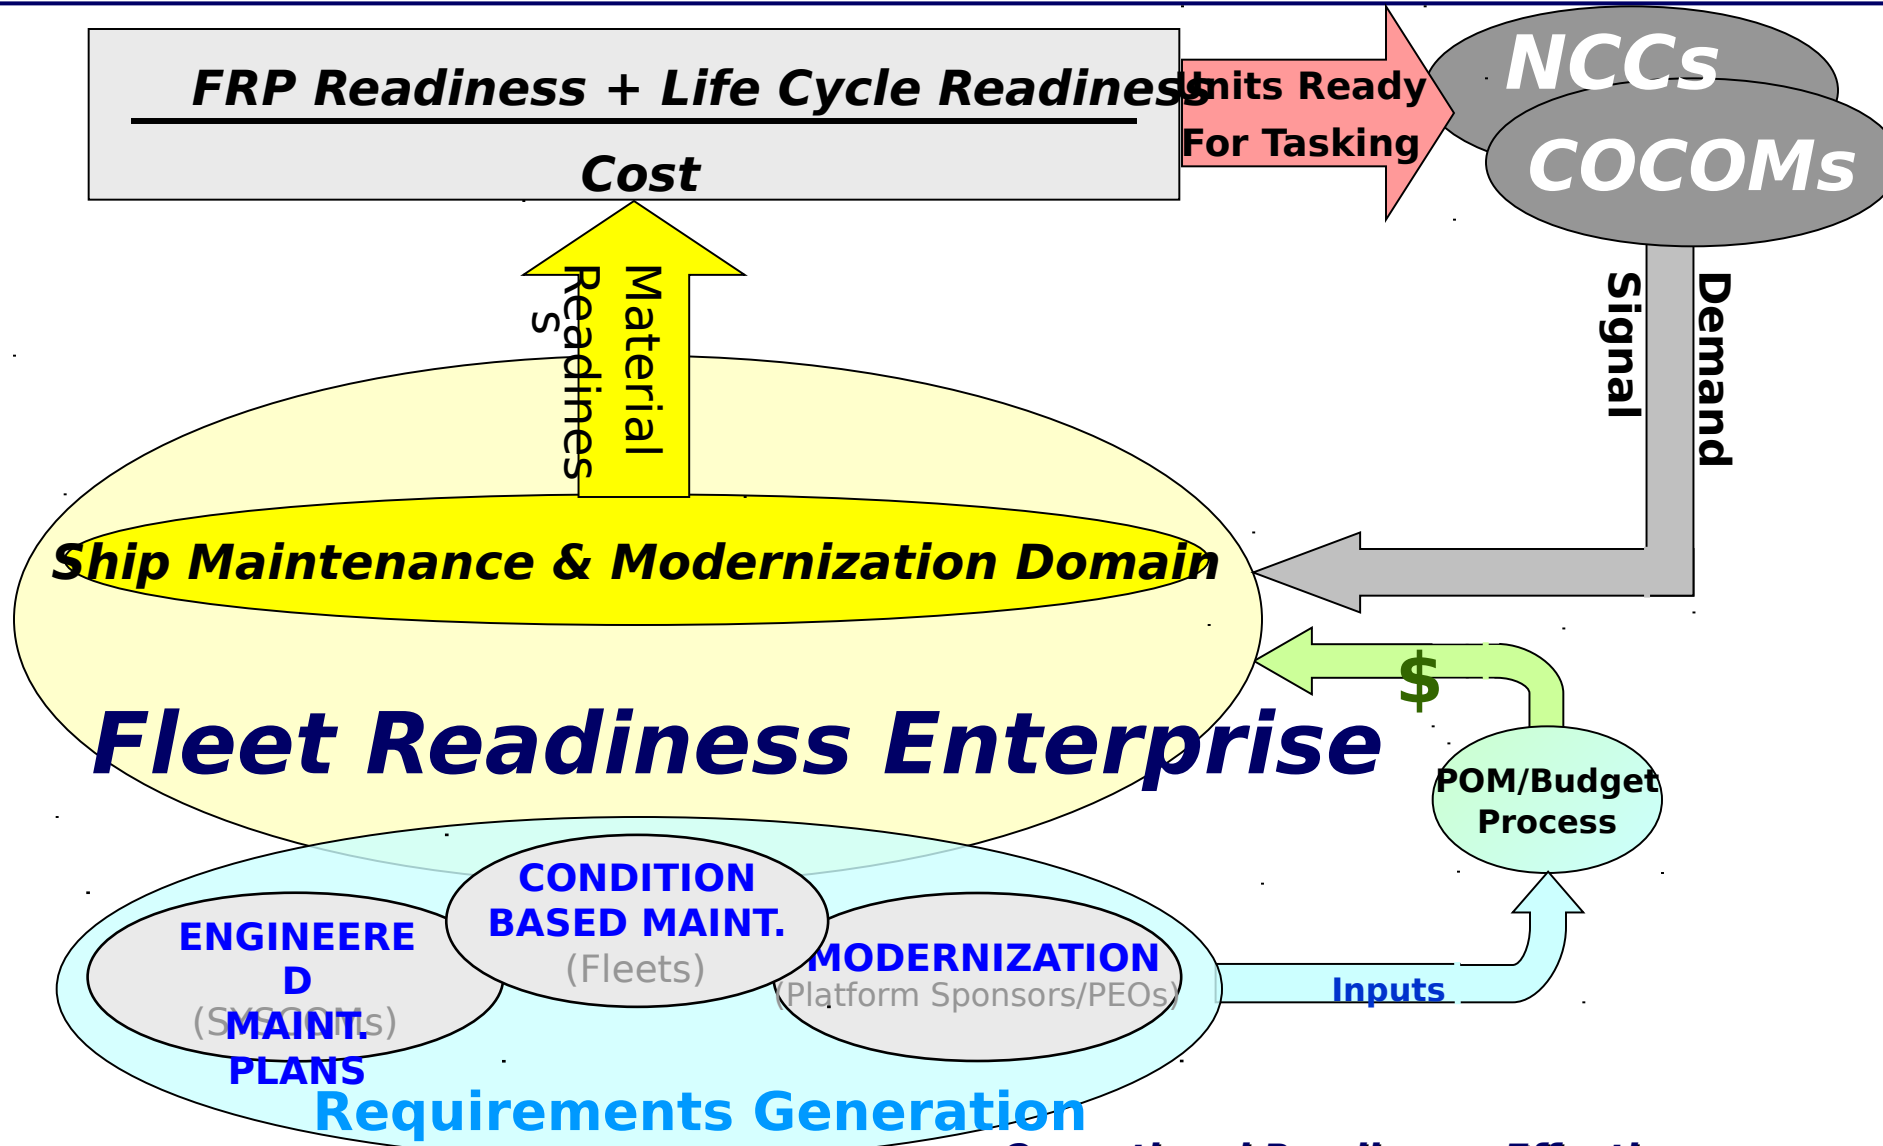 FRP Readiness + Life Cycle Readiness
Cost
Units Ready
For Tasking
NCCs
COCOMs
Material
Readines
s
Demand
Signal
Ship Maintenance & Modernization Domain
$
Fleet Readiness Enterprise
POM/Budget
Process
CONDITION
BASED MAINT.
(Fleets)
ENGINEERE
D
MAINT.
PLANS
(SYSCOMs)
MODERNIZATION
(Platform Sponsors/PEOs)
Inputs
Requirements Generation